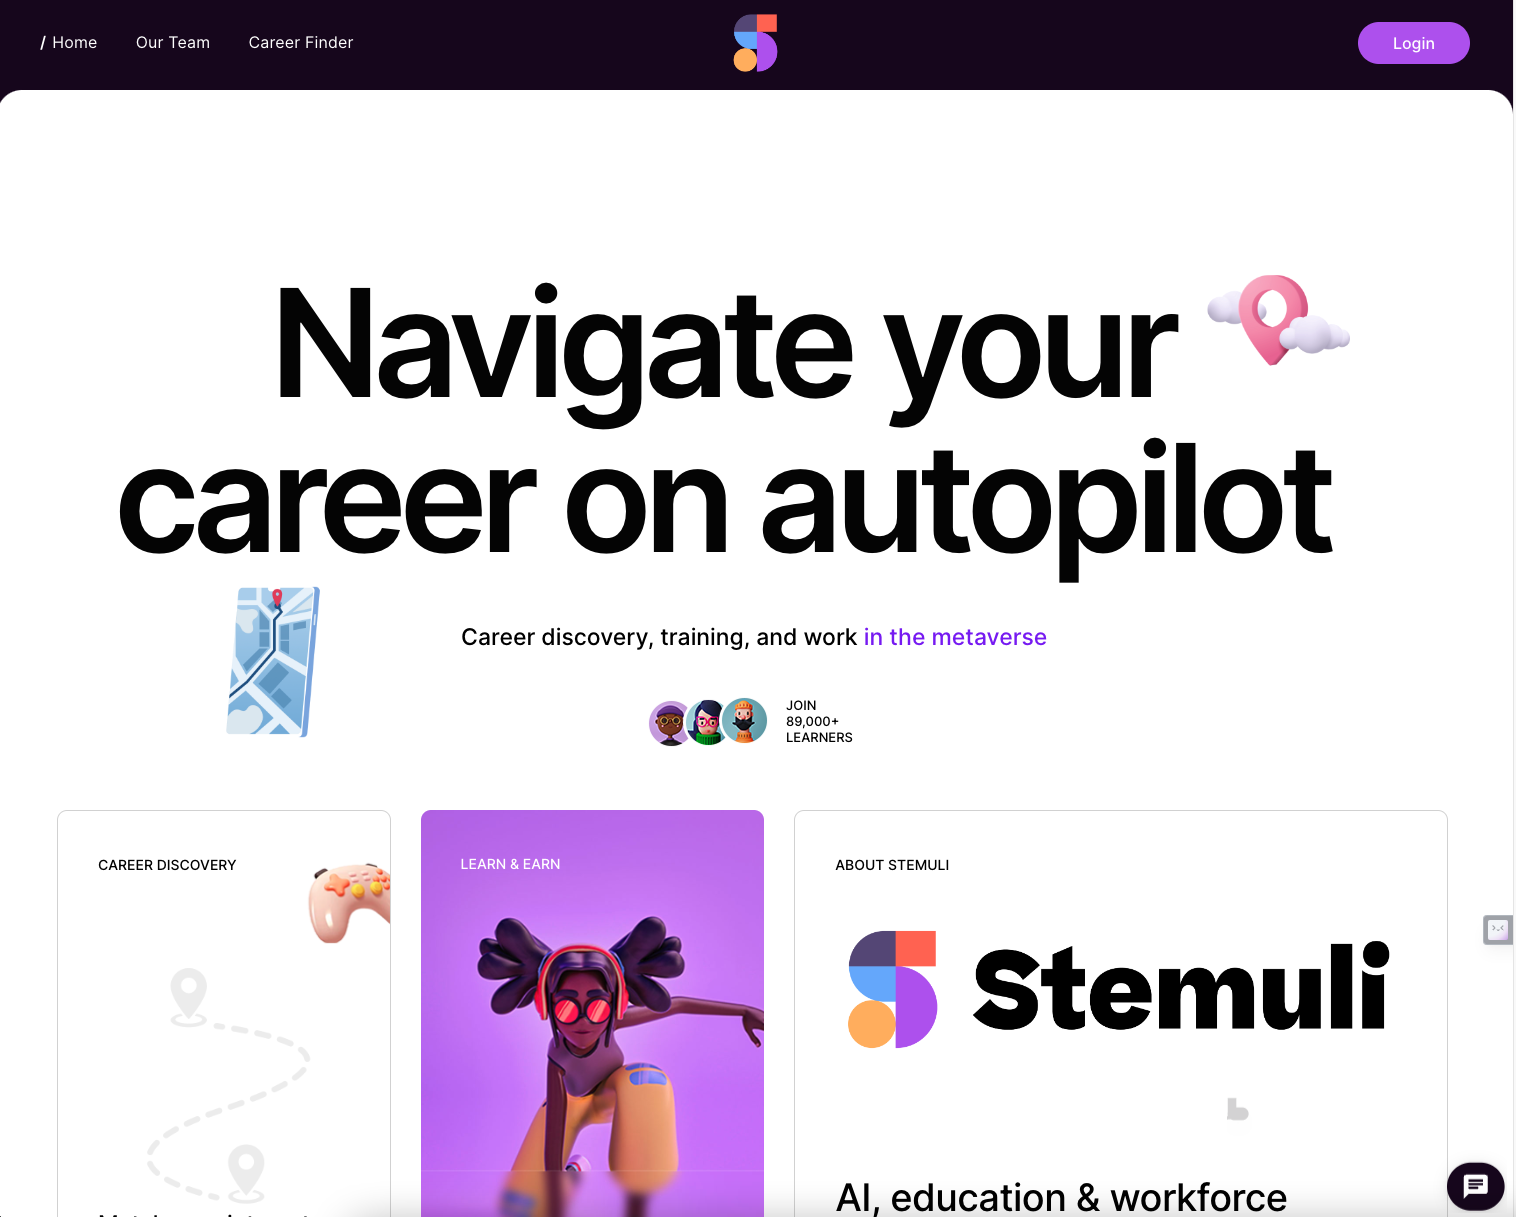 / Home
Our Team
Career Finder
Login
Navigate your
career on autopilot
Career discovery, training, and work in the metaverse
JOIN
89,000+
LEARNERS
CAREER DISCOVERY
LEARN & EARN
ABOUT STEMULI
Stemuli
AI, education & workforce